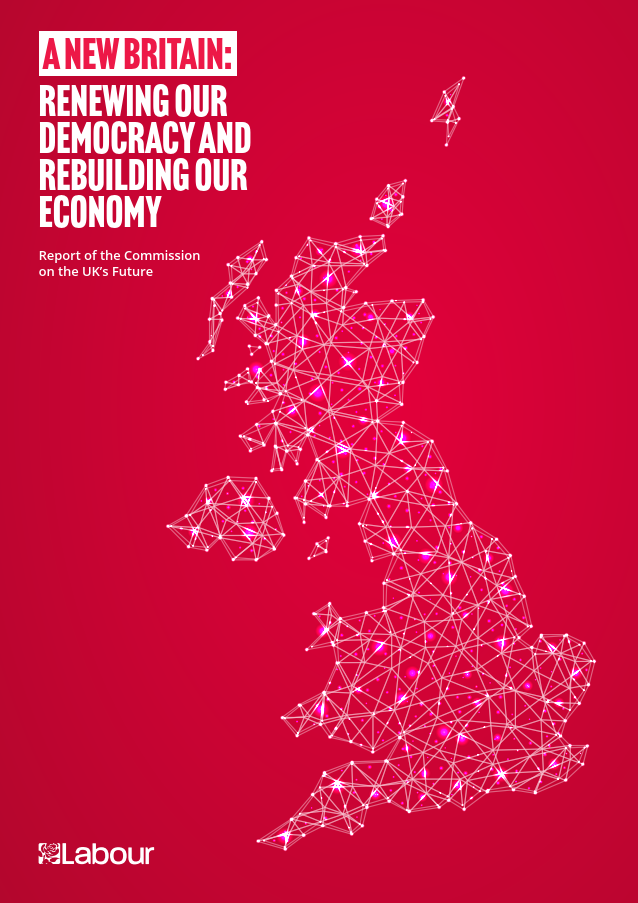 A NEW BRITAIN:
RENEWING OUR
DEMOCRACY AND
REBUILDING OUR
ECONOMY
Report of the Commission
on the UK’s Future
Labour